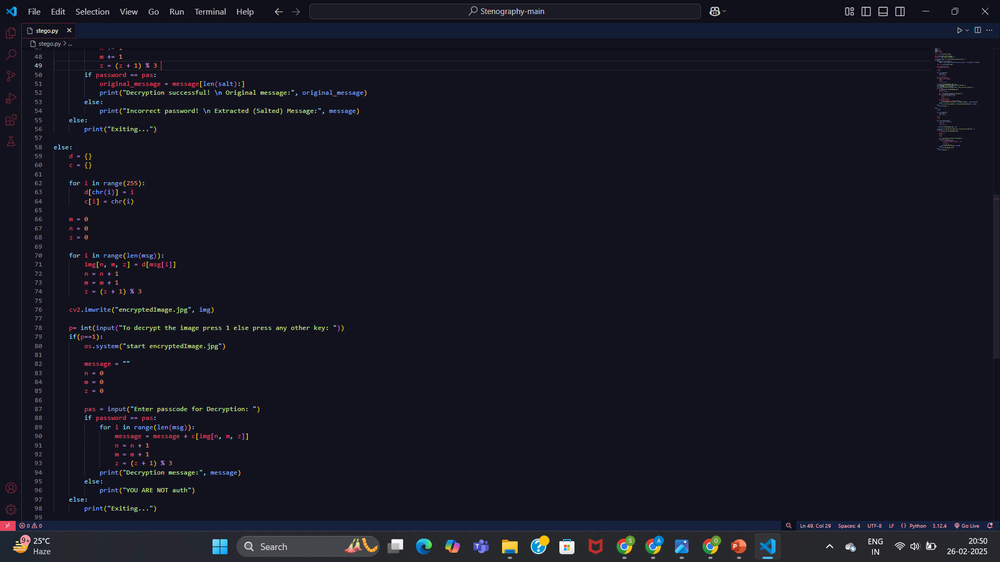 File Edit Selection View Go Run Terminal Help Stenography-main
stego.py
stego.py > ...
48 m += 1
49 z = (z + 1) % 3
50 if password == pas:
51 original_message = message[len(salt):]
52 print("Decryption successful! \n Original message:", original_message)
53 else:
54 print("Incorrect password! \n Extracted (Salted) Message:", message)
55 else:
56 print("Exiting...")
57
58 else:
59 d = {}
60 c = {}
61
62 for i in range(255):
63 d[chr(i)] = i
64 c[i] = chr(i)
65
66 m = 0
67 n = 0
68 z = 0
69
70 for i in range(len(msg)):
71 img[n, m, z] = d[msg[i]]
72 n = n + 1
73 m = m + 1
74 z = (z + 1) % 3
75
76 cv2.imwrite("encryptedImage.jpg", img)
77
78 p= int(input("To decrypt the image press 1 else press any other key: "))
79 if(p==1):
80 os.system("start encryptedImage.jpg")
81
82 message = ""
83 n = 0
84 m = 0
85 z = 0
86
87 pas = input("Enter passcode for Decryption: ")
88 if password == pas:
89 for i in range(len(msg)):
90 message = message + c[img[n, m, z]]
91 n = n + 1
92 m = m + 1
93 z = (z + 1) % 3
94 print("Decryption message:", message)
95 else:
96 print("YOU ARE NOT auth")
97 else:
98 print("Exiting...")
99
0 0 Ln 49, Col 29 Spaces: 4 UTF-8 LF {} Python 3.12.4 Go Live
9+ 25°C
Haze
Search
ENG
IN
20:50
26-02-2025